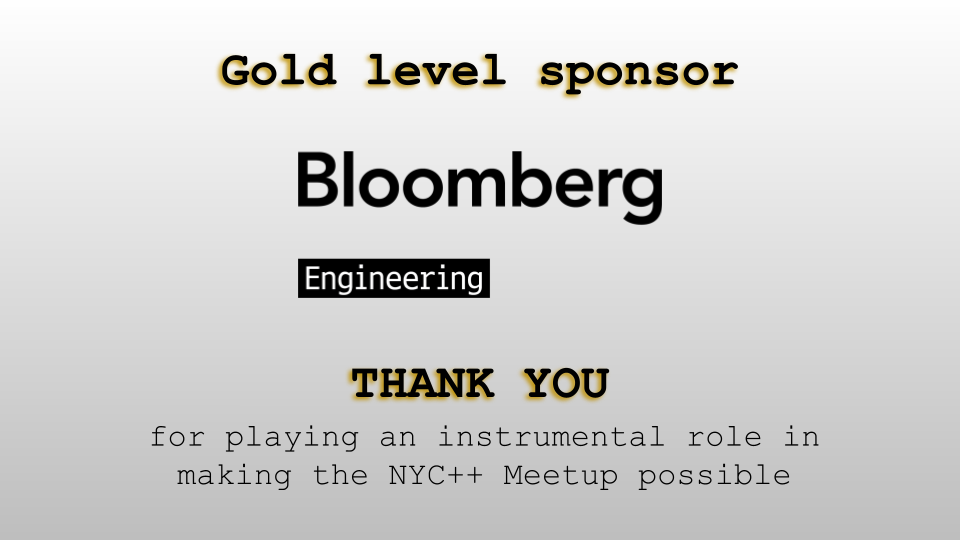 Gold level sponsor
Bloomberg
Engineering
THANK YOU
for playing an instrumental role in
making the NYC++ Meetup possible